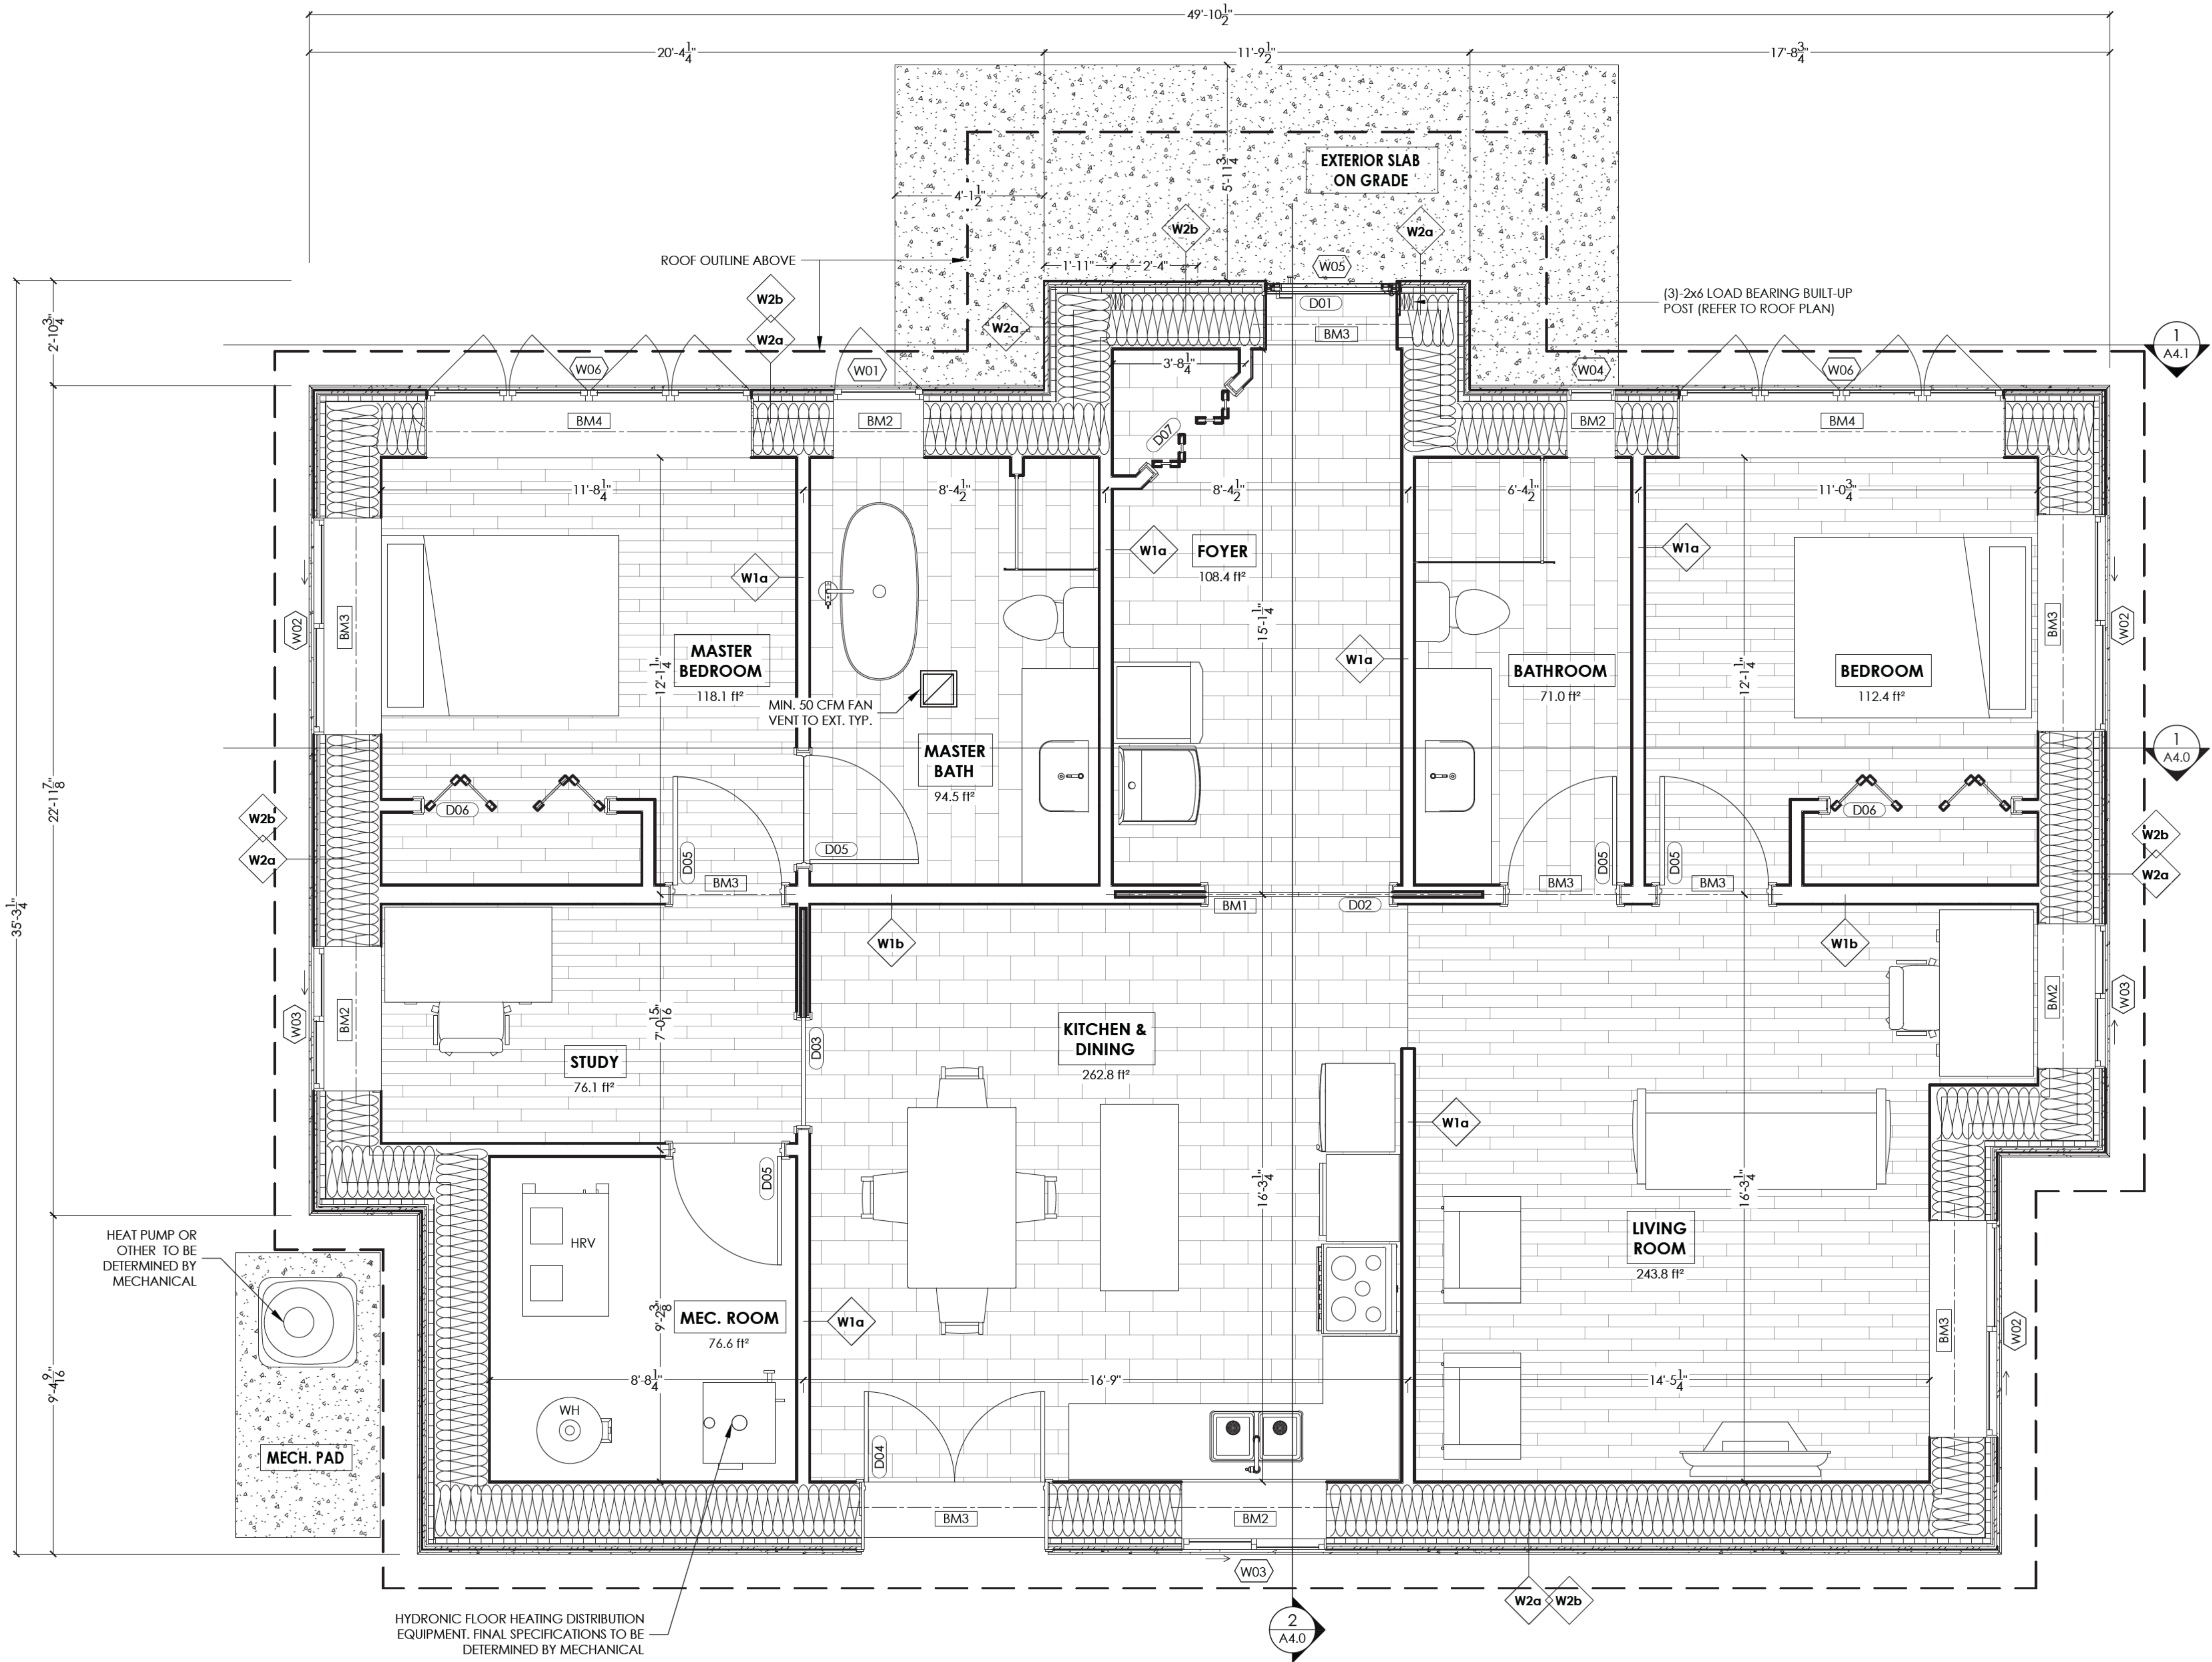 49'-10 1/2"
20'-4 1/4"
11'-9 1/2"
17'-8 3/4"
EXTERIOR SLAB
ON GRADE
5'-11 3/4"
4'-1 1/2"
W2b
W2a
ROOF OUTLINE ABOVE
1'-11"
2'-4"
W05
D01
BM3
(3)-2x6 LOAD BEARING BUILT-UP
POST (REFER TO ROOF PLAN)
W2b
W2a
W2a
2'-10 3/4"
1
A4.1
W06
W01
3'-8 1/4"
W04
W06
BM4
BM2
D07
BM2
BM4
11'-8 1/4"
8'-4 1/2"
8'-4 1/2"
6'-4 1/2"
11'-0 3/4"
W1a
W1a
W1a
W1a
FOYER
108.4 ft²
15'-1 1/4"
W02
BM3
BM3
W02
MASTER
BEDROOM
118.1 ft²
12'-1 1/4"
BATHROOM
71.0 ft²
12'-1 1/4"
BEDROOM
112.4 ft²
MIN. 50 CFM FAN
VENT TO EXT. TYP.
MASTER
BATH
94.5 ft²
1
A4.0
22'-11 7/8"
35'-3 1/4"
W2b
W2a
D06
D05
D05
BM3
D06
D05
D05
BM3
BM3
W2b
W2a
BM1
D02
W1b
W1b
W03
BM2
BM2
W03
7'-0 15/16"
STUDY
76.1 ft²
D03
KITCHEN &
DINING
262.8 ft²
W1a
D05
16'-3 1/4"
16'-3 1/4"
HEAT PUMP OR
OTHER TO BE
DETERMINED BY
MECHANICAL
HRV
LIVING
ROOM
243.8 ft²
9'-2 3/8"
MEC. ROOM
76.6 ft²
W1a
BM3
W02
9'-4 9/16"
8'-8 1/4"
16'-9"
14'-5 1/4"
WH
MECH. PAD
D04
BM3
BM2
W03
W2a
W2b
HYDRONIC FLOOR HEATING DISTRIBUTION
EQUIPMENT. FINAL SPECIFICATIONS TO BE
DETERMINED BY MECHANICAL
2
A4.0